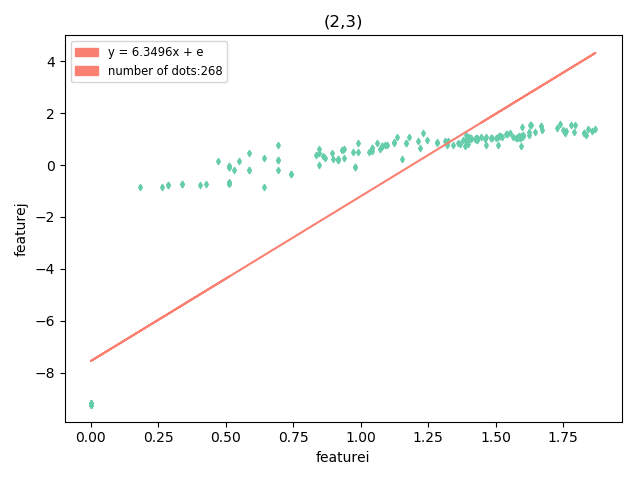 (2,3)
y = 6.3496x + e
number of dots:268
4
2
0
−2
−4
−6
−8
featurej
0.00 0.25 0.50 0.75 1.00 1.25 1.50 1.75
featurei